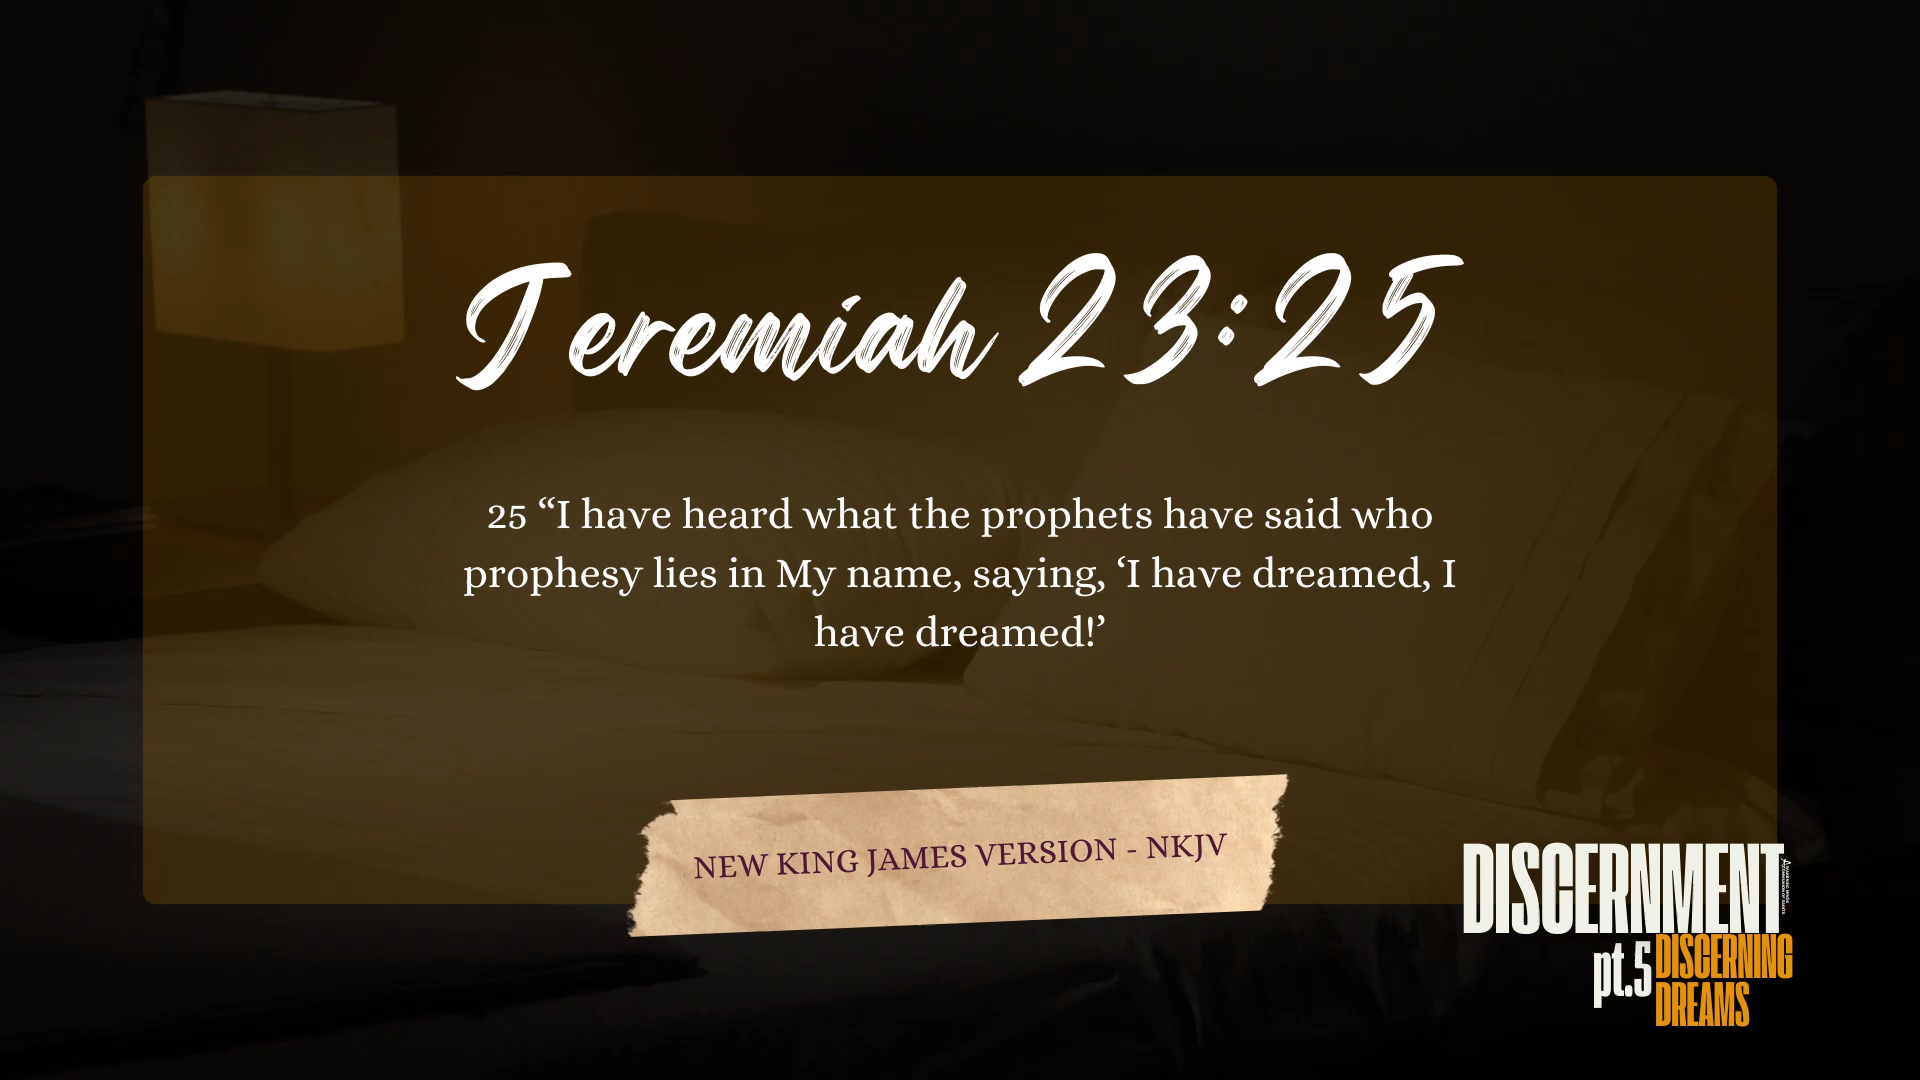 Jeremiah 23:25
25 “I have heard what the prophets have said who
prophesy lies in My name, saying, ‘I have dreamed, I
have dreamed!’
NEW KING JAMES VERSION - NKJV
DISCERNMENT
pt.5 DISCERNING
DREAMS